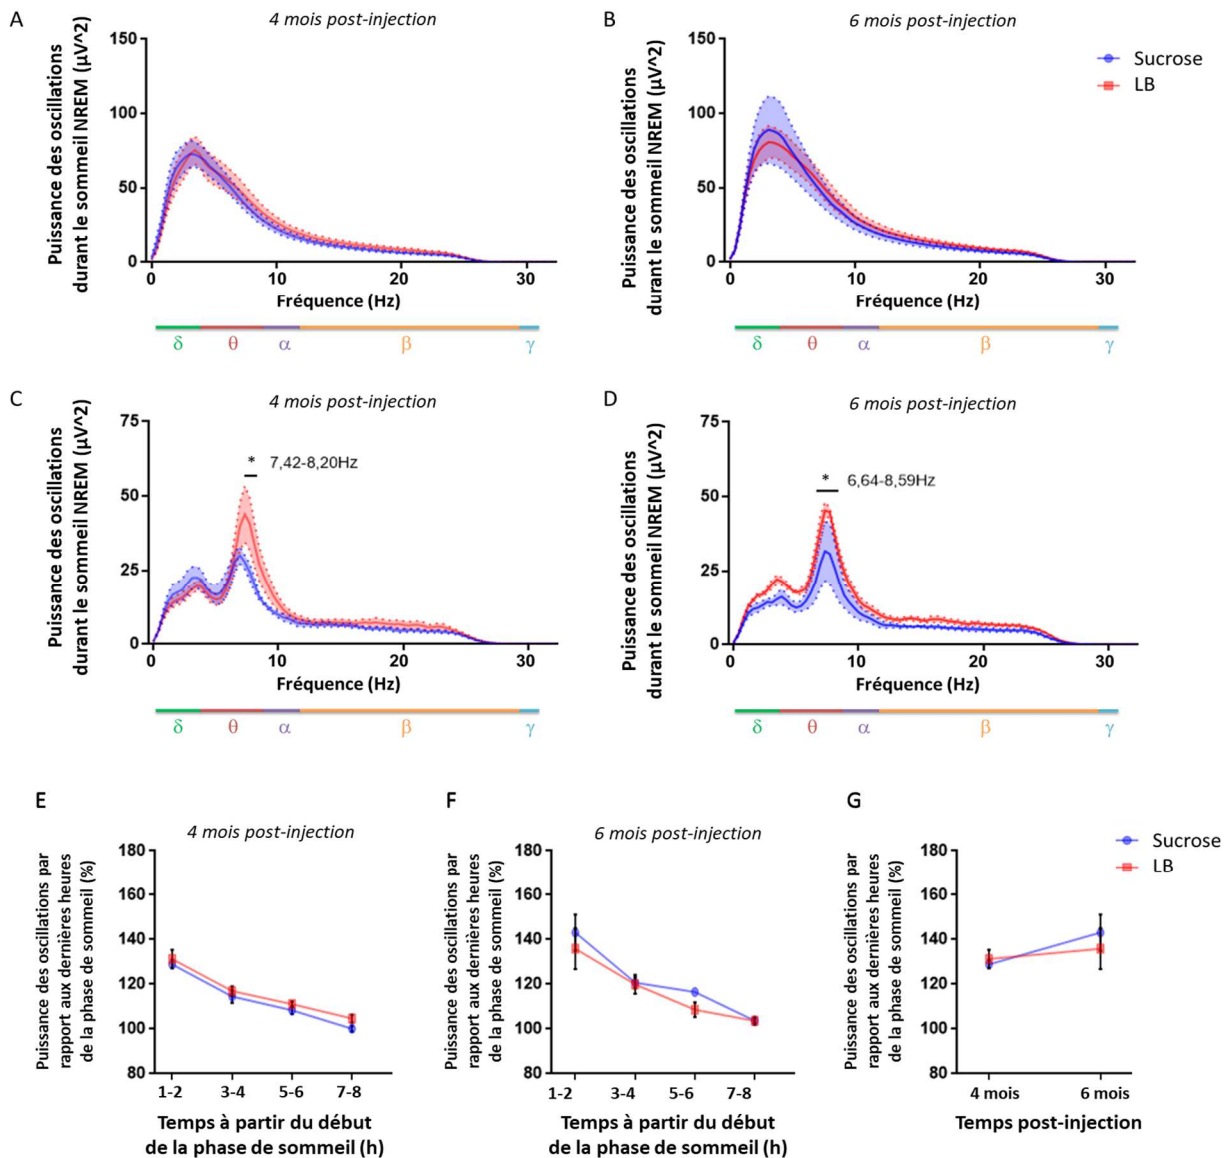 A
4 mois post-injection
Puissance des oscillations
durant le sommeil NREM (µV^2)
150
100
50
0
0
10
20
30
Fréquence (Hz)
δ
θ
α
β
γ
B
6 mois post-injection
Sucrose
LB
Puissance des oscillations
durant le sommeil NREM (µV^2)
150
100
50
0
0
10
20
30
Fréquence (Hz)
δ
θ
α
β
γ
C
4 mois post-injection
Puissance des oscillations
durant le sommeil NREM (µV^2)
75
50
25
0
* 7,42-8,20Hz
0
10
20
30
Fréquence (Hz)
δ
θ
α
β
γ
D
6 mois post-injection
Puissance des oscillations
durant le sommeil NREM (µV^2)
75
50
25
0
* 6,64-8,59Hz
0
10
20
30
Fréquence (Hz)
δ
θ
α
β
γ
E
4 mois post-injection
Puissance des oscillations par
rapport aux dernières heures
de la phase de sommeil (%)
180
160
140
120
100
80
1-2
3-4
5-6
7-8
Temps à partir du début
de la phase de sommeil (h)
F
6 mois post-injection
Puissance des oscillations par
rapport aux dernières heures
de la phase de sommeil (%)
180
160
140
120
100
80
1-2
3-4
5-6
7-8
Temps à partir du début
de la phase de sommeil (h)
G
Sucrose
LB
Puissance des oscillations par
rapport aux dernières heures
de la phase de sommeil (%)
180
160
140
120
100
80
4 mois
6 mois
Temps post-injection